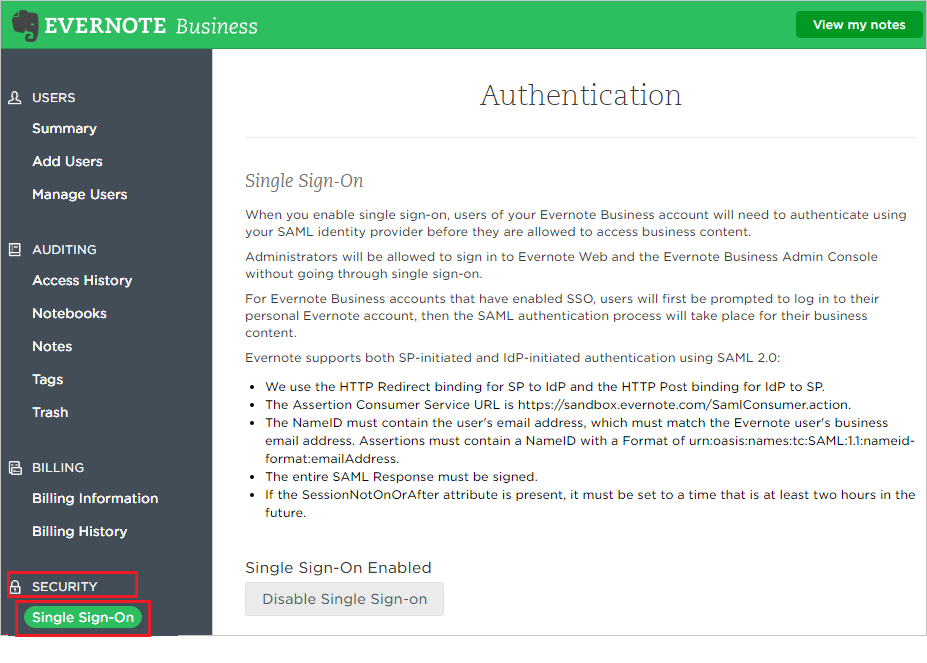 EVERNOTE Business
View my notes
USERS
Summary
Add Users
Manage Users
AUDITING
Access History
Notebooks
Notes
Tags
Trash
BILLING
Billing Information
Billing History
SECURITY
Single Sign-On
Authentication
Single Sign-On
When you enable single sign-on, users of your Evernote Business account will need to authenticate using
your SAML identity provider before they are allowed to access business content.
Administrators will be allowed to sign in to Evernote Web and the Evernote Business Admin Console
without going through single sign-on.
For Evernote Business accounts that have enabled SSO, users will first be prompted to log in to their
personal Evernote account, then the SAML authentication process will take place for their business
content.
Evernote supports both SP-initiated and IdP-initiated authentication using SAML 2.0:
• We use the HTTP Redirect binding for SP to IdP and the HTTP Post binding for IdP to SP.
• The Assertion Consumer Service URL is https://sandbox.evernote.com/SamlConsumer.action.
• The NameID must contain the user's email address, which must match the Evernote user's business
email address. Assertions must contain a NameID with a Format of urn:oasis:names:tc:SAML:1.1:nameid-
format:emailAddress.
• The entire SAML Response must be signed.
• If the SessionNotOnOrAfter attribute is present, it must be set to a time that is at least two hours in the
future.
Single Sign-On Enabled
Disable Single Sign-on